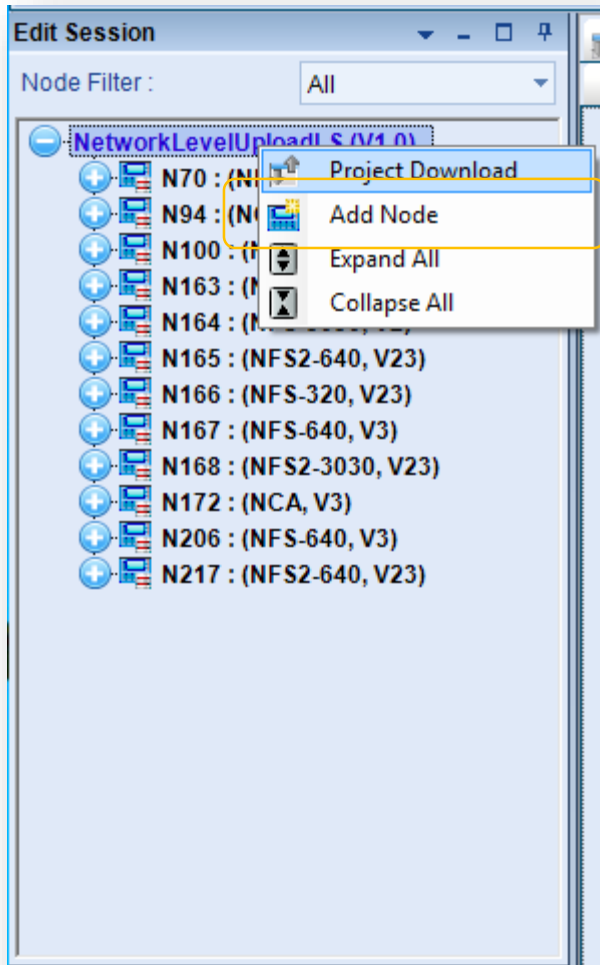 Edit Session
Node Filter :
All
NetworkLevelUploadLS (V1.0)
Project Download
Add Node
Expand All
Collapse All
N70 :
N94 :
N100 :
N163 :
N164 :
N165 : (NFS2-640, V23)
N166 : (NFS-320, V23)
N167 : (NFS-640, V3)
N168 : (NFS2-3030, V23)
N172 : (NCA, V3)
N206 : (NFS-640, V3)
N217 : (NFS2-640, V23)